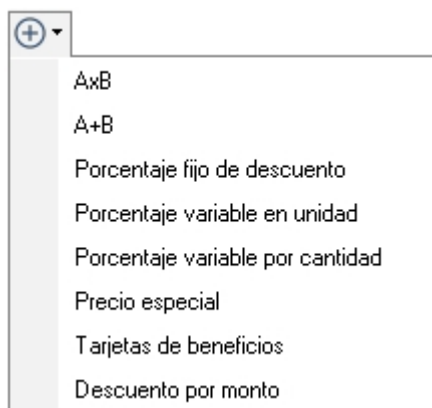 AxB
A+B
Porcentaje fijo de descuento
Porcentaje variable en unidad
Porcentaje variable por cantidad
Precio especial
Tarjetas de beneficios
Descuento por monto